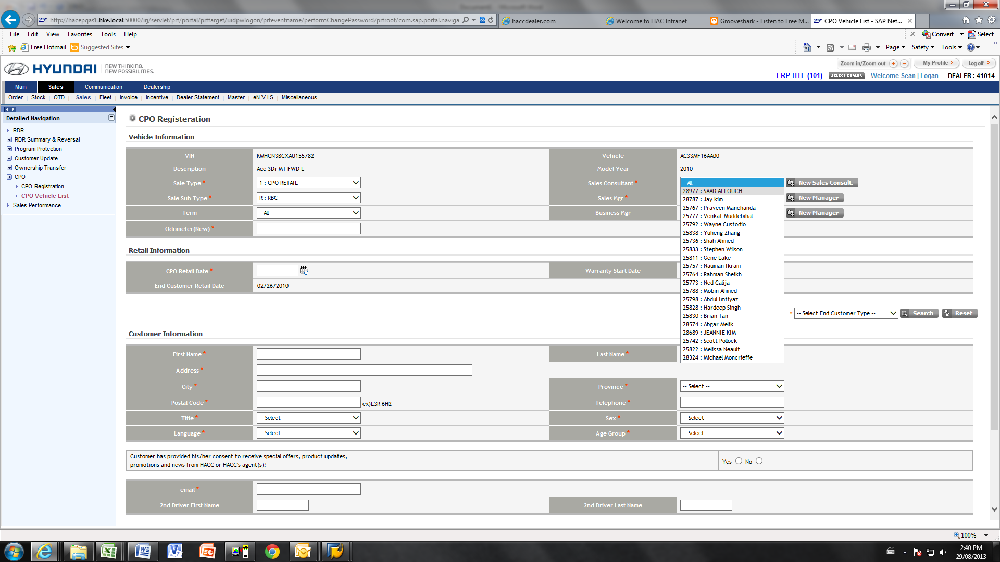 http://hacepqas1.hke.local:50000/irj/servlet/prt/portal/prttarget/uidpwlogon/prteventname/performChangePassword/prtroot/com.sap.portal.naviga
haccdealer.com
Welcome to HAC Intranet
Grooveshark - Listen to Free M...
CPO Vehicle List - SAP Net...
File Edit View Favorites Tools Help
Convert Select
Free Hotmail Suggested Sites
Page Safety Tools
HYUNDAI NEW THINKING. NEW POSSIBILITIES.
Zoom in/Zoom out My Profile Log off
ERP HTE (101) SELECT DEALER Welcome Sean | Logan DEALER : 41014
Main Sales Communication Dealership
Order Stock OTD Sales Fleet Invoice Incentive Dealer Statement Master eN.V.I.S Miscellaneous
Detailed Navigation
RDR
RDR Summary & Reversal
Program Protection
Customer Update
Ownership Transfer
CPO
CPO-Registration
CPO Vehicle List
Sales Performance
CPO Registeration
Vehicle Information
VIN KMHCN3BCXAU155782 Vehicle AC33MF16AA00
Description Acc 3Dr MT FWD L - Model Year 2010
Sale Type * 1 : CPO RETAIL Sales Consultant * --All-- New Sales Consult.
Sale Sub Type * R : RBC Sales Mgr * New Manager
Term --All-- Business Mgr New Manager
Odometer(New) *
28977 : SAAD ALLOUCH
28787 : Jay kim
25767 : Praveen Manchanda
25777 : Venkat Muddebihal
25792 : Wayne Custodio
25838 : Yuheng Zhang
25736 : Shah Ahmed
25833 : Stephen Wilson
25811 : Gene Lake
25757 : Nauman Ikram
25764 : Rahman Sheikh
25773 : Ned Calija
25788 : Mobin Ahmed
25798 : Abdul Imtiyaz
25828 : Hardeep Singh
25830 : Brian Tan
28574 : Abgar Melik
28689 : JEANNIE KIM
25742 : Scott Pollock
25822 : Melissa Neault
28324 : Michael Moncrieffe
Retail Information
CPO Retail Date * Warranty Start Date
End Customer Retail Date 02/26/2010
* -- Select End Customer Type -- Search Reset
Customer Information
First Name * Last Name *
Address *
City * Province * -- Select --
Postal Code * ex)L3R 6H2 Telephone *
Title * -- Select -- Sex * -- Select --
Language * -- Select -- Age Group * -- Select --
Customer has provided his/her consent to receive special offers, product updates,
promotions and news from HACC or HACC's agent(s)?
Yes No
email *
2nd Driver First Name 2nd Driver Last Name
100%
2:40 PM
29/08/2013